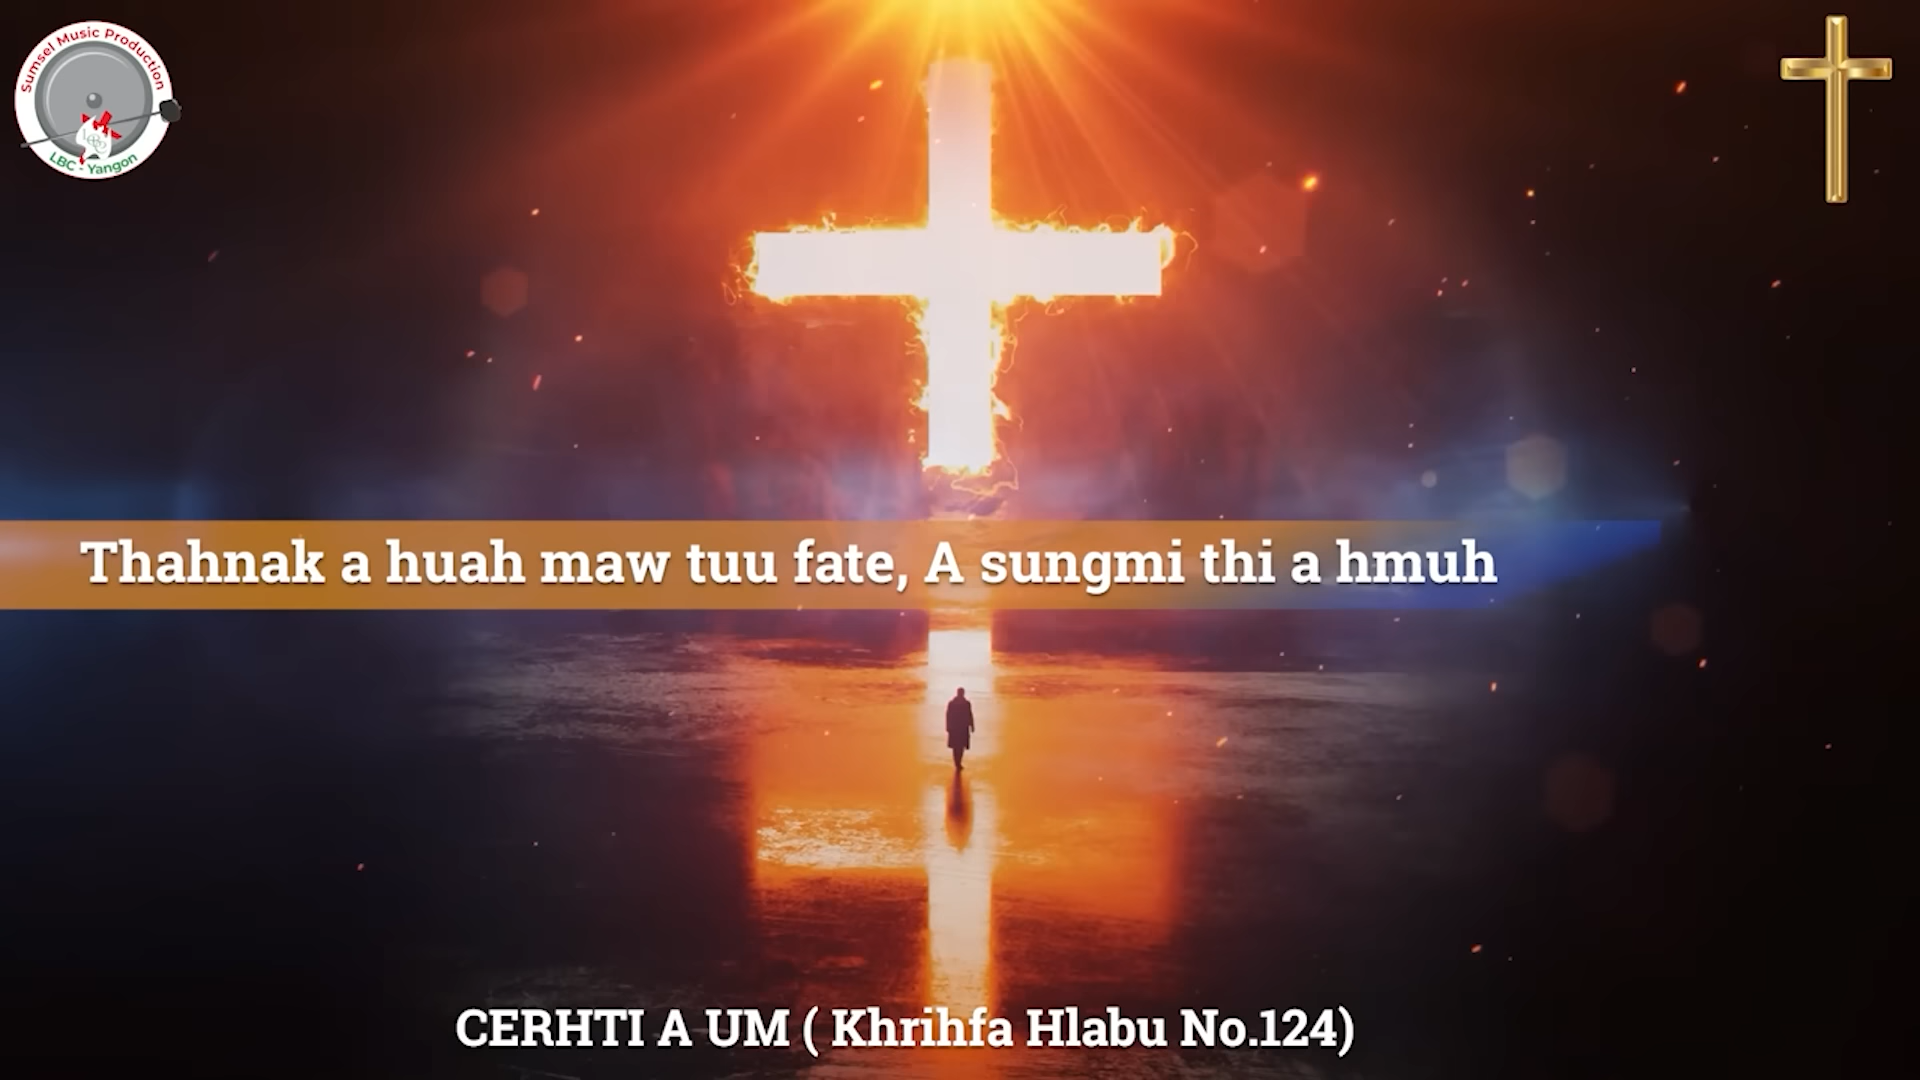 Sumsel Music Production
LBC - Yangon
Thahnak a huah maw tuu fate, A sungmi thi a hmuh
CERHTI A UM ( Khrihfa Hlabu No.124)